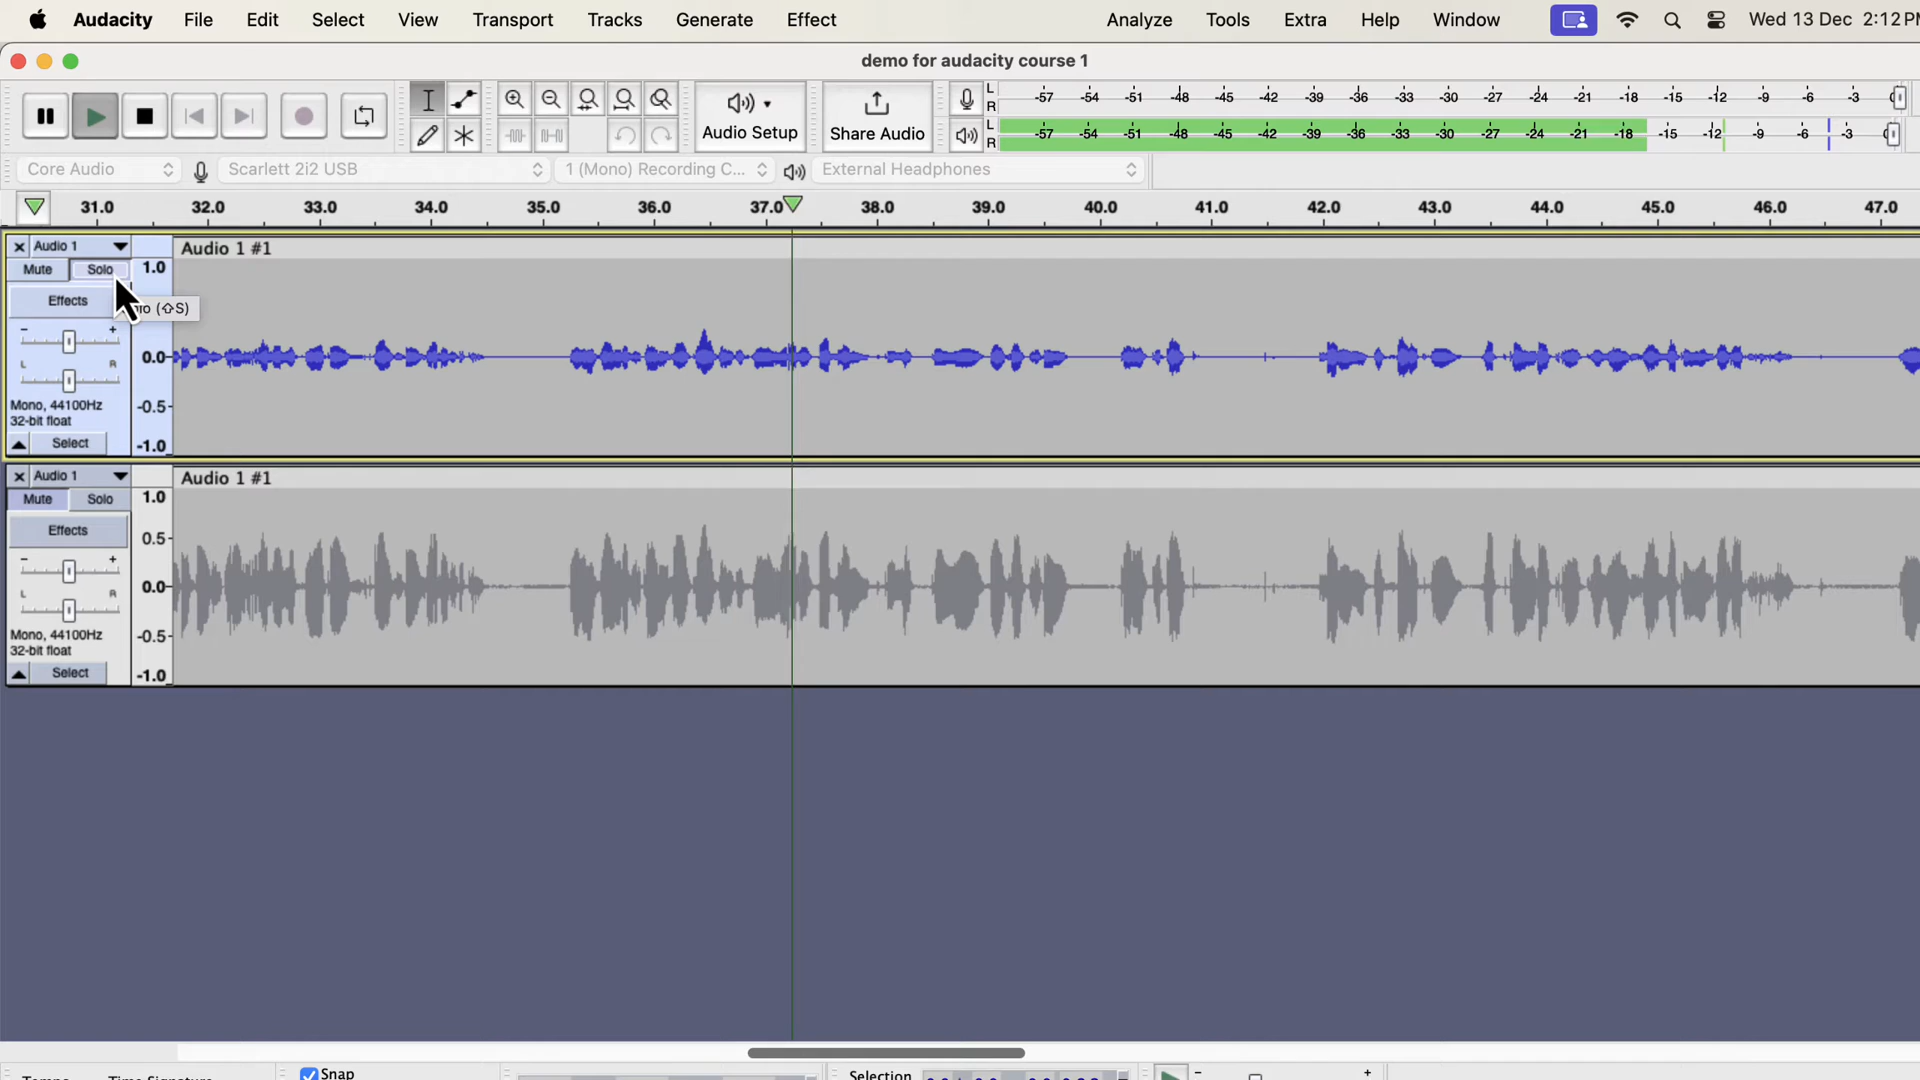 Audacity File Edit Select View Transport Tracks Generate Effect Analyze Tools Extra Help Window Wed 13 Dec 2:12PM
demo for audacity course 1
Audio Setup
Share Audio
L
R
-57 -54 -51 -48 -45 -42 -39 -36 -33 -30 -27 -24 -21 -18 -15 -12 -9 -6 -3 0
L
R
-57 -54 -51 -48 -45 -42 -39 -36 -33 -30 -27 -24 -21 -18 -15 -12 -9 -6 -3 0
Core Audio Scarlett 2i2 USB 1 (Mono) Recording C... External Headphones
31.0 32.0 33.0 34.0 35.0 36.0 37.0 38.0 39.0 40.0 41.0 42.0 43.0 44.0 45.0 46.0 47.0
Audio 1
Audio 1 #1
Mute Solo
1.0
Effects
(⇧S)
- +
0.0
L R
Mono, 44100Hz
-0.5
32-bit float
Select
-1.0
Audio 1
Audio 1 #1
Mute Solo
1.0
Effects
0.5
- +
0.0
L R
Mono, 44100Hz
-0.5
32-bit float
Select
-1.0
Tempo Time Signature
Snap
Selection
- +